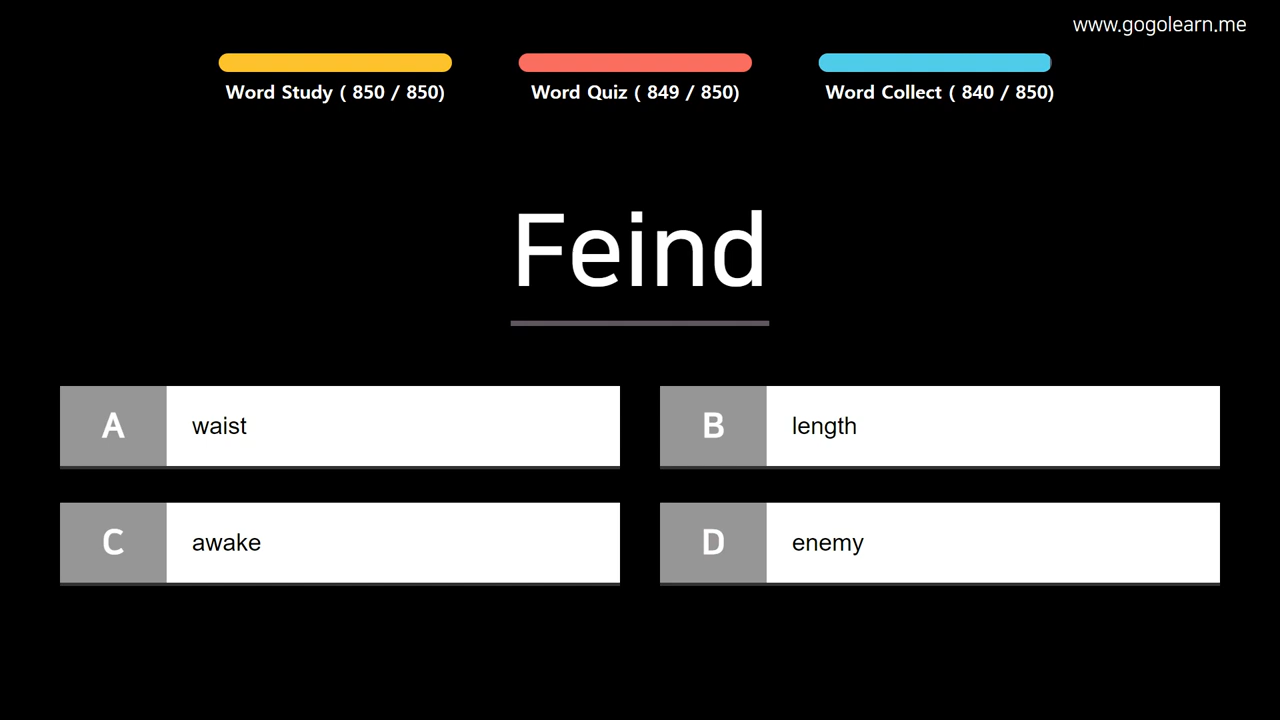 www.gogolearn.me
Word Study ( 850 / 850)
Word Quiz ( 849 / 850)
Word Collect ( 840 / 850)
Feind
A waist
B length
C awake
D enemy